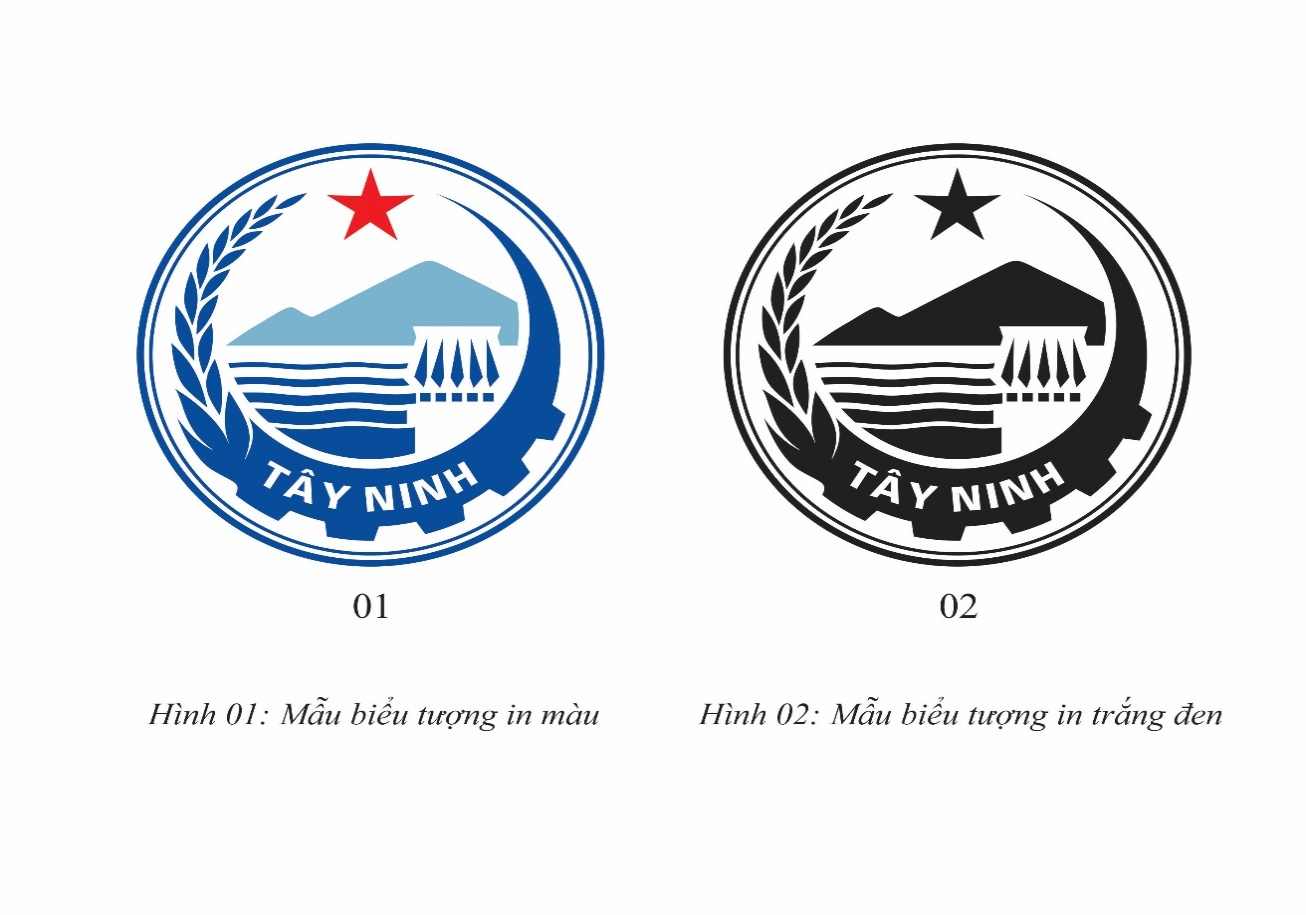 TÂY NINH
TÂY NINH
01
02
Hình 01: Mẫu biểu tượng in màu
Hình 02: Mẫu biểu tượng in trắng đen